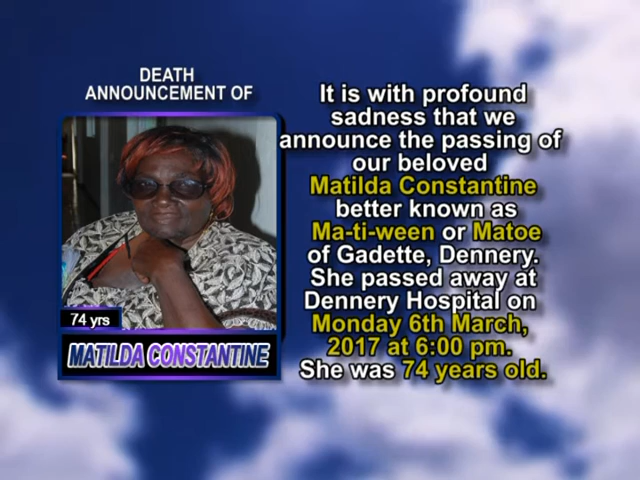 DEATH
ANNOUNCEMENT OF
74 yrs
MATILDA CONSTANTINE
It is with profound
sadness that we
announce the passing of
our beloved
Matilda Constantine
better known as
Ma-ti-ween or Matoe
of Gadette, Dennery.
She passed away at
Dennery Hospital on
Monday 6th March,
2017 at 6:00 pm.
She was 74 years old.